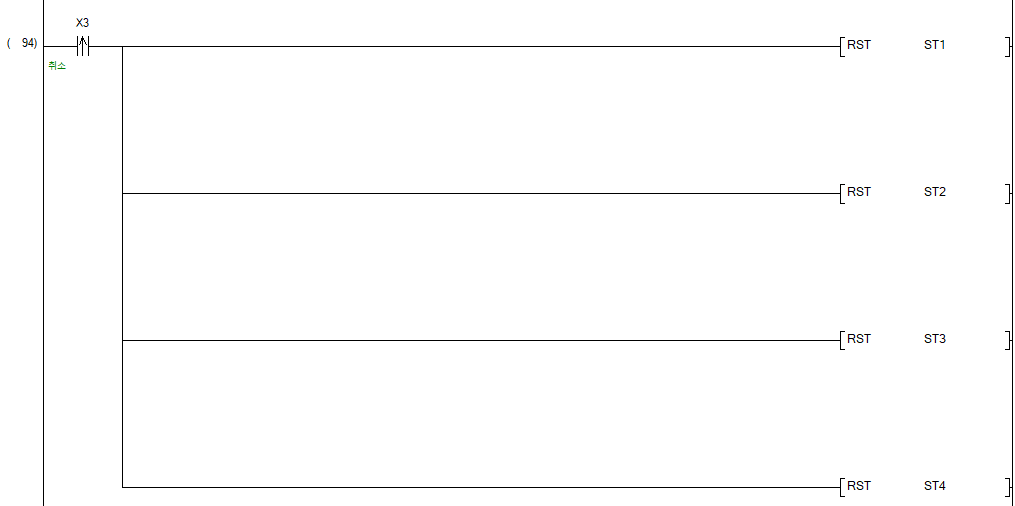 X3
( 94)
RST ST1
취소
RST ST2
RST ST3
RST ST4